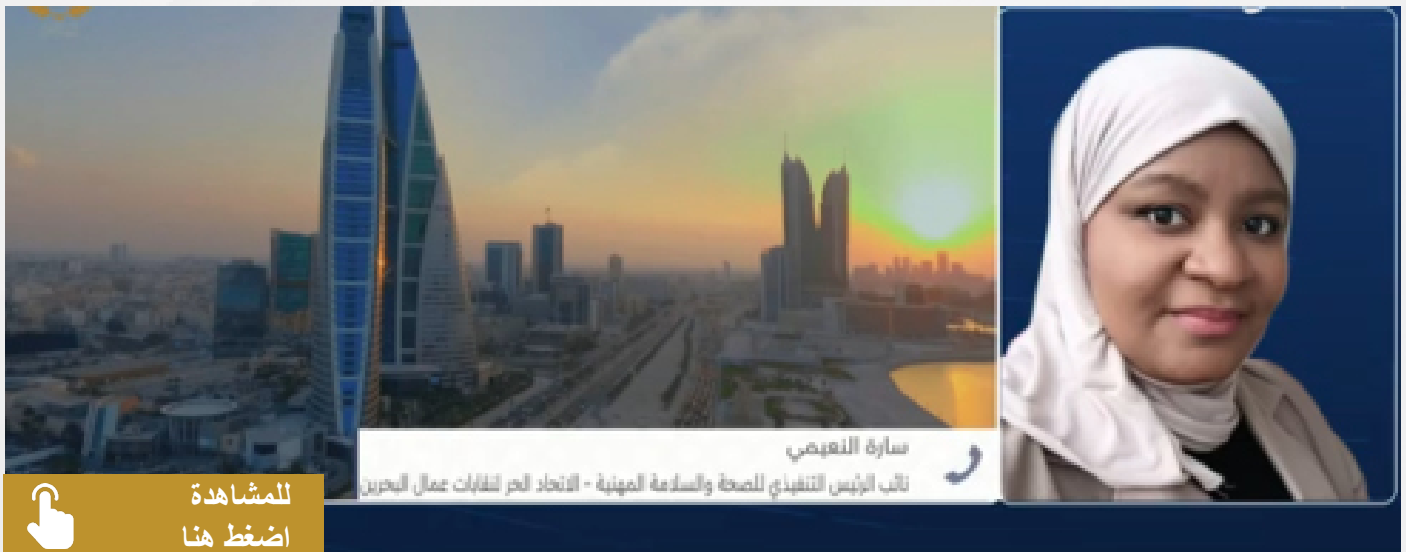 سارة النعيمي
نائب الرئيس التنفيذي للصحة والسلامة المهنية - الاتحاد الحر لنقابات عمال البحرين
للمشاهدة
اضغط هنا